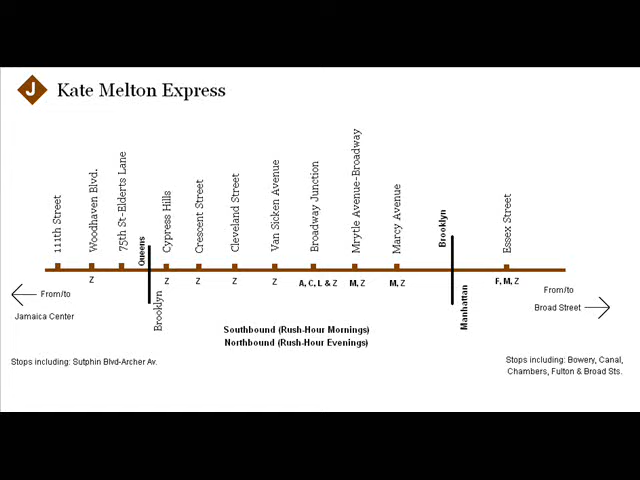 J
Kate Melton Express
111th Street
Woodhaven Blvd.
75th St-Elderts Lane
Queens
Brooklyn
Cypress Hills
Crescent Street
Cleveland Street
Van Sicken Avenue
Broadway Junction
Mrytle Avenue-Broadway
Marcy Avenue
Brooklyn
Manhattan
Essex Street
Z
Z
Z
Z
Z
A, C, L & Z
M, Z
M, Z
F, M, Z
From/to
Jamaica Center
From/to
Broad Street
Southbound (Rush-Hour Mornings)
Northbound (Rush-Hour Evenings)
Stops including: Sutphin Blvd-Archer Av.
Stops including: Bowery, Canal,
Chambers, Fulton & Broad Sts.